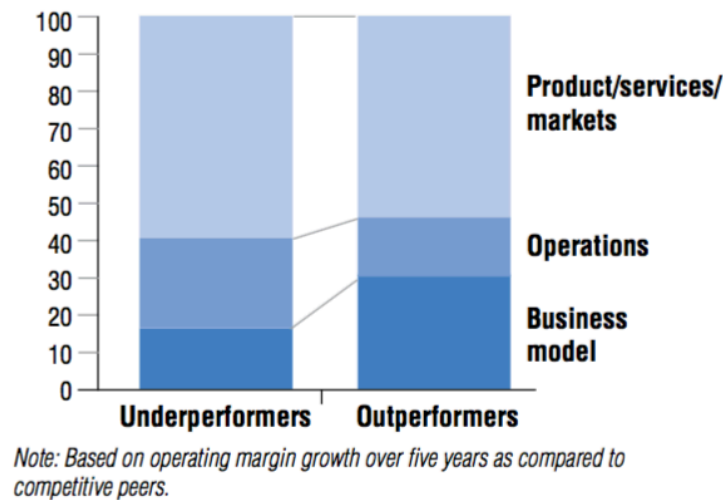 100
90
80
70
60
50
40
30
20
10
0
Product/services/
markets
Operations
Business
model
Underperformers
Outperformers
Note: Based on operating margin growth over five years as compared to
competitive peers.